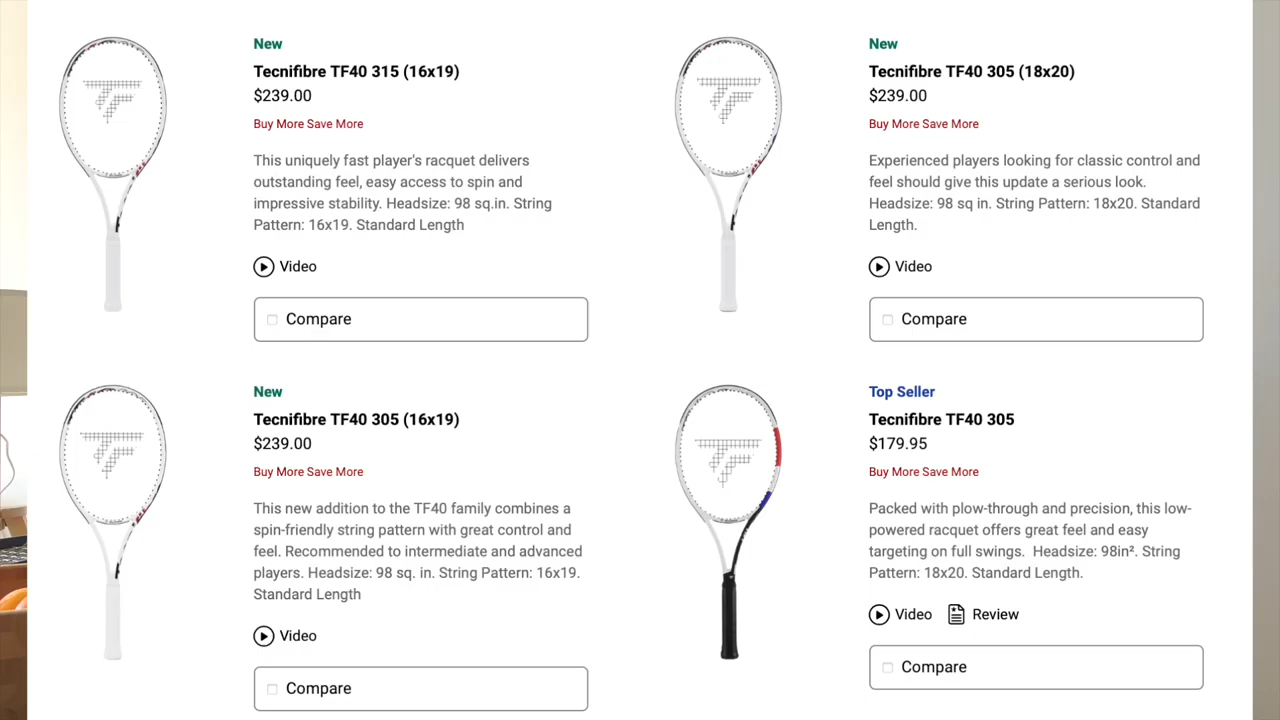 New
Tecnifibre TF40 315 (16x19)
$239.00
Buy More Save More
This uniquely fast player's racquet delivers
outstanding feel, easy access to spin and
impressive stability. Headsize: 98 sq.in. String
Pattern: 16x19. Standard Length
Video
Compare
New
Tecnifibre TF40 305 (18x20)
$239.00
Buy More Save More
Experienced players looking for classic control and
feel should give this update a serious look.
Headsize: 98 sq in. String Pattern: 18x20. Standard
Length.
Video
Compare
New
Tecnifibre TF40 305 (16x19)
$239.00
Buy More Save More
This new addition to the TF40 family combines a
spin-friendly string pattern with great control and
feel. Recommended to intermediate and advanced
players. Headsize: 98 sq. in. String Pattern: 16x19.
Standard Length
Video
Compare
Top Seller
Tecnifibre TF40 305
$179.95
Buy More Save More
Packed with plow-through and precision, this low-
powered racquet offers great feel and easy
targeting on full swings.  Headsize: 98in². String
Pattern: 18x20. Standard Length.
Video Review
Compare